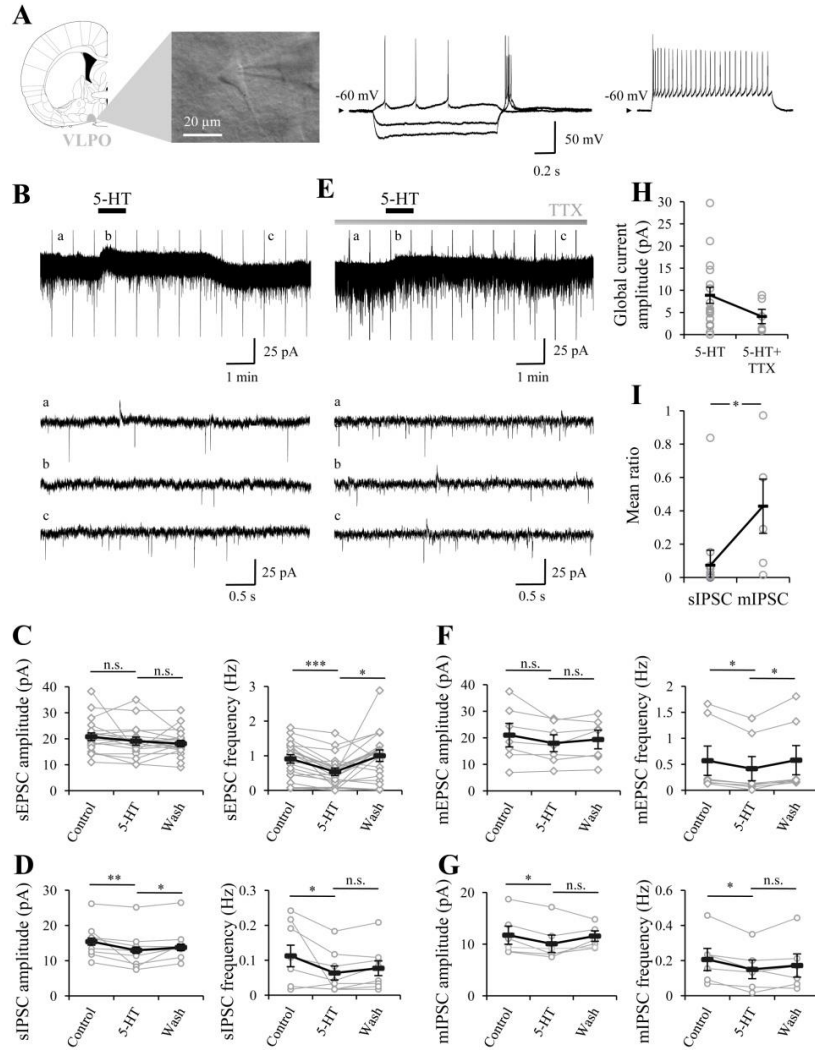 A
VLPO
20 µm
-60 mV
50 mV
0.2 s
-60 mV
B
5-HT
a
b
c
25 pA
1 min
a
b
c
25 pA
0.5 s
E
5-HT
TTX
a
b
c
25 pA
1 min
a
b
c
25 pA
0.5 s
H
Global current
amplitude (pA)
30
25
20
15
10
5
0
5-HT
5-HT+
TTX
I
Mean ratio
*
1
0.8
0.6
0.4
0.2
0
sIPSC mIPSC
C
sEPSC amplitude (pA)
n.s.
n.s.
50
40
30
20
10
0
Control
5-HT
Wash
sEPSC frequency (Hz)
***
*
3
2
1
0
Control
5-HT
Wash
F
mEPSC amplitude (pA)
n.s.
n.s.
50
40
30
20
10
0
Control
5-HT
Wash
mEPSC frequency (Hz)
*
*
2
1.5
1
0.5
0
Control
5-HT
Wash
D
sIPSC amplitude (pA)
**
*
30
20
10
0
Control
5-HT
Wash
sIPSC frequency (Hz)
*
n.s.
0.3
0.2
0.1
0
Control
5-HT
Wash
G
mIPSC amplitude (pA)
*
n.s.
20
10
0
Control
5-HT
Wash
mIPSC frequency (Hz)
*
n.s.
0.6
0.4
0.2
0
Control
5-HT
Wash